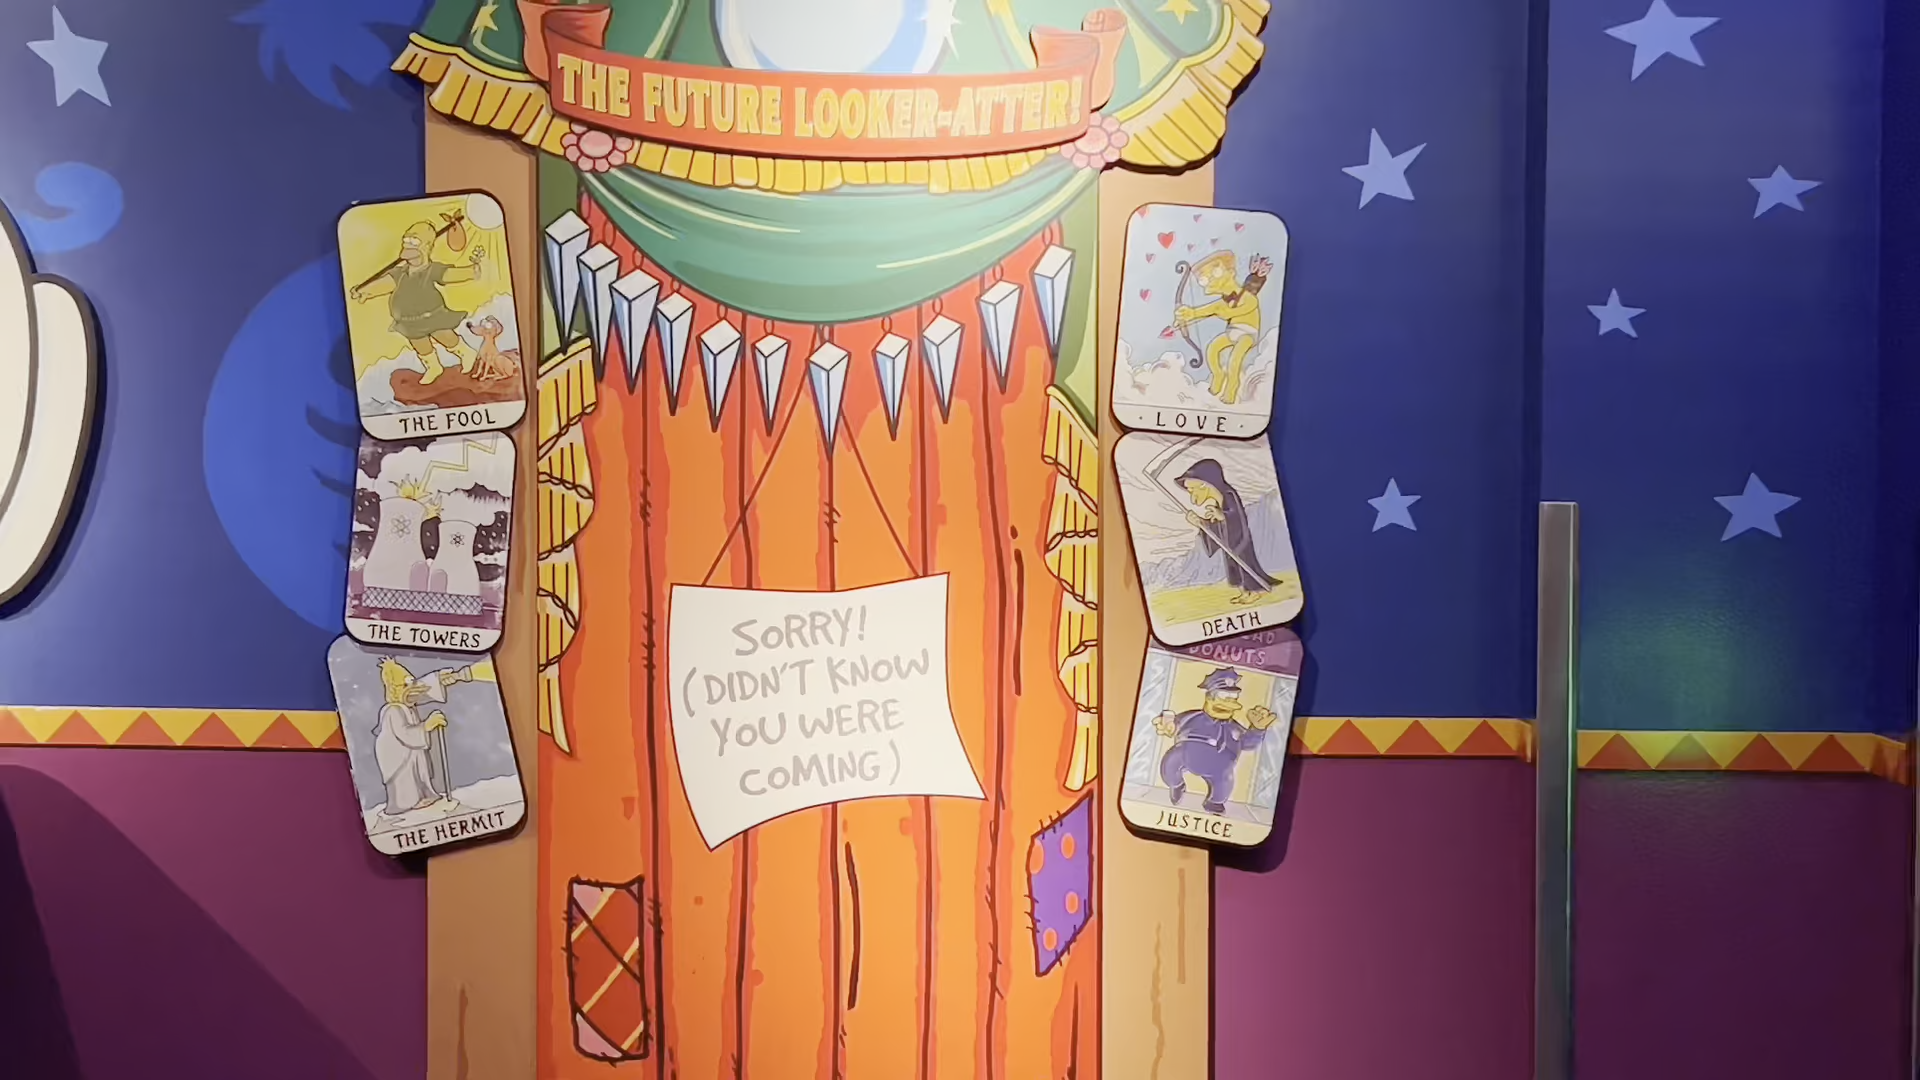 THE FUTURE LOOKER-ATTER!
THE FOOL
THE TOWERS
THE HERMIT
SORRY!
(DIDN'T KNOW
YOU WERE
COMING)
· LOVE ·
DEATH
DONUTS
JUSTICE